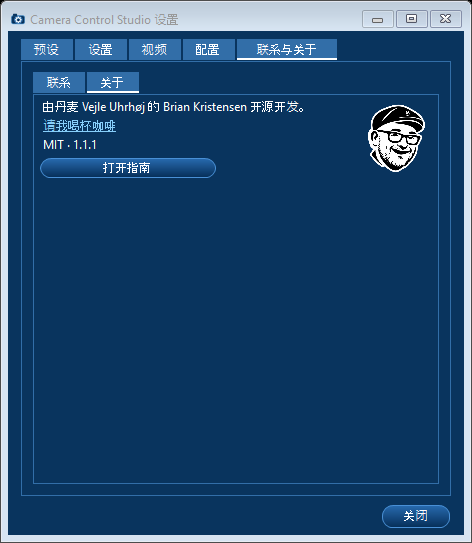 Camera Control Studio 设置
预设 设置 视频 配置 联系与关于
联系 关于
由丹麦 Vejle Uhrhøj 的 Brian Kristensen 开源开发。
请我喝杯咖啡
MIT · 1.1.1
打开指南
关闭